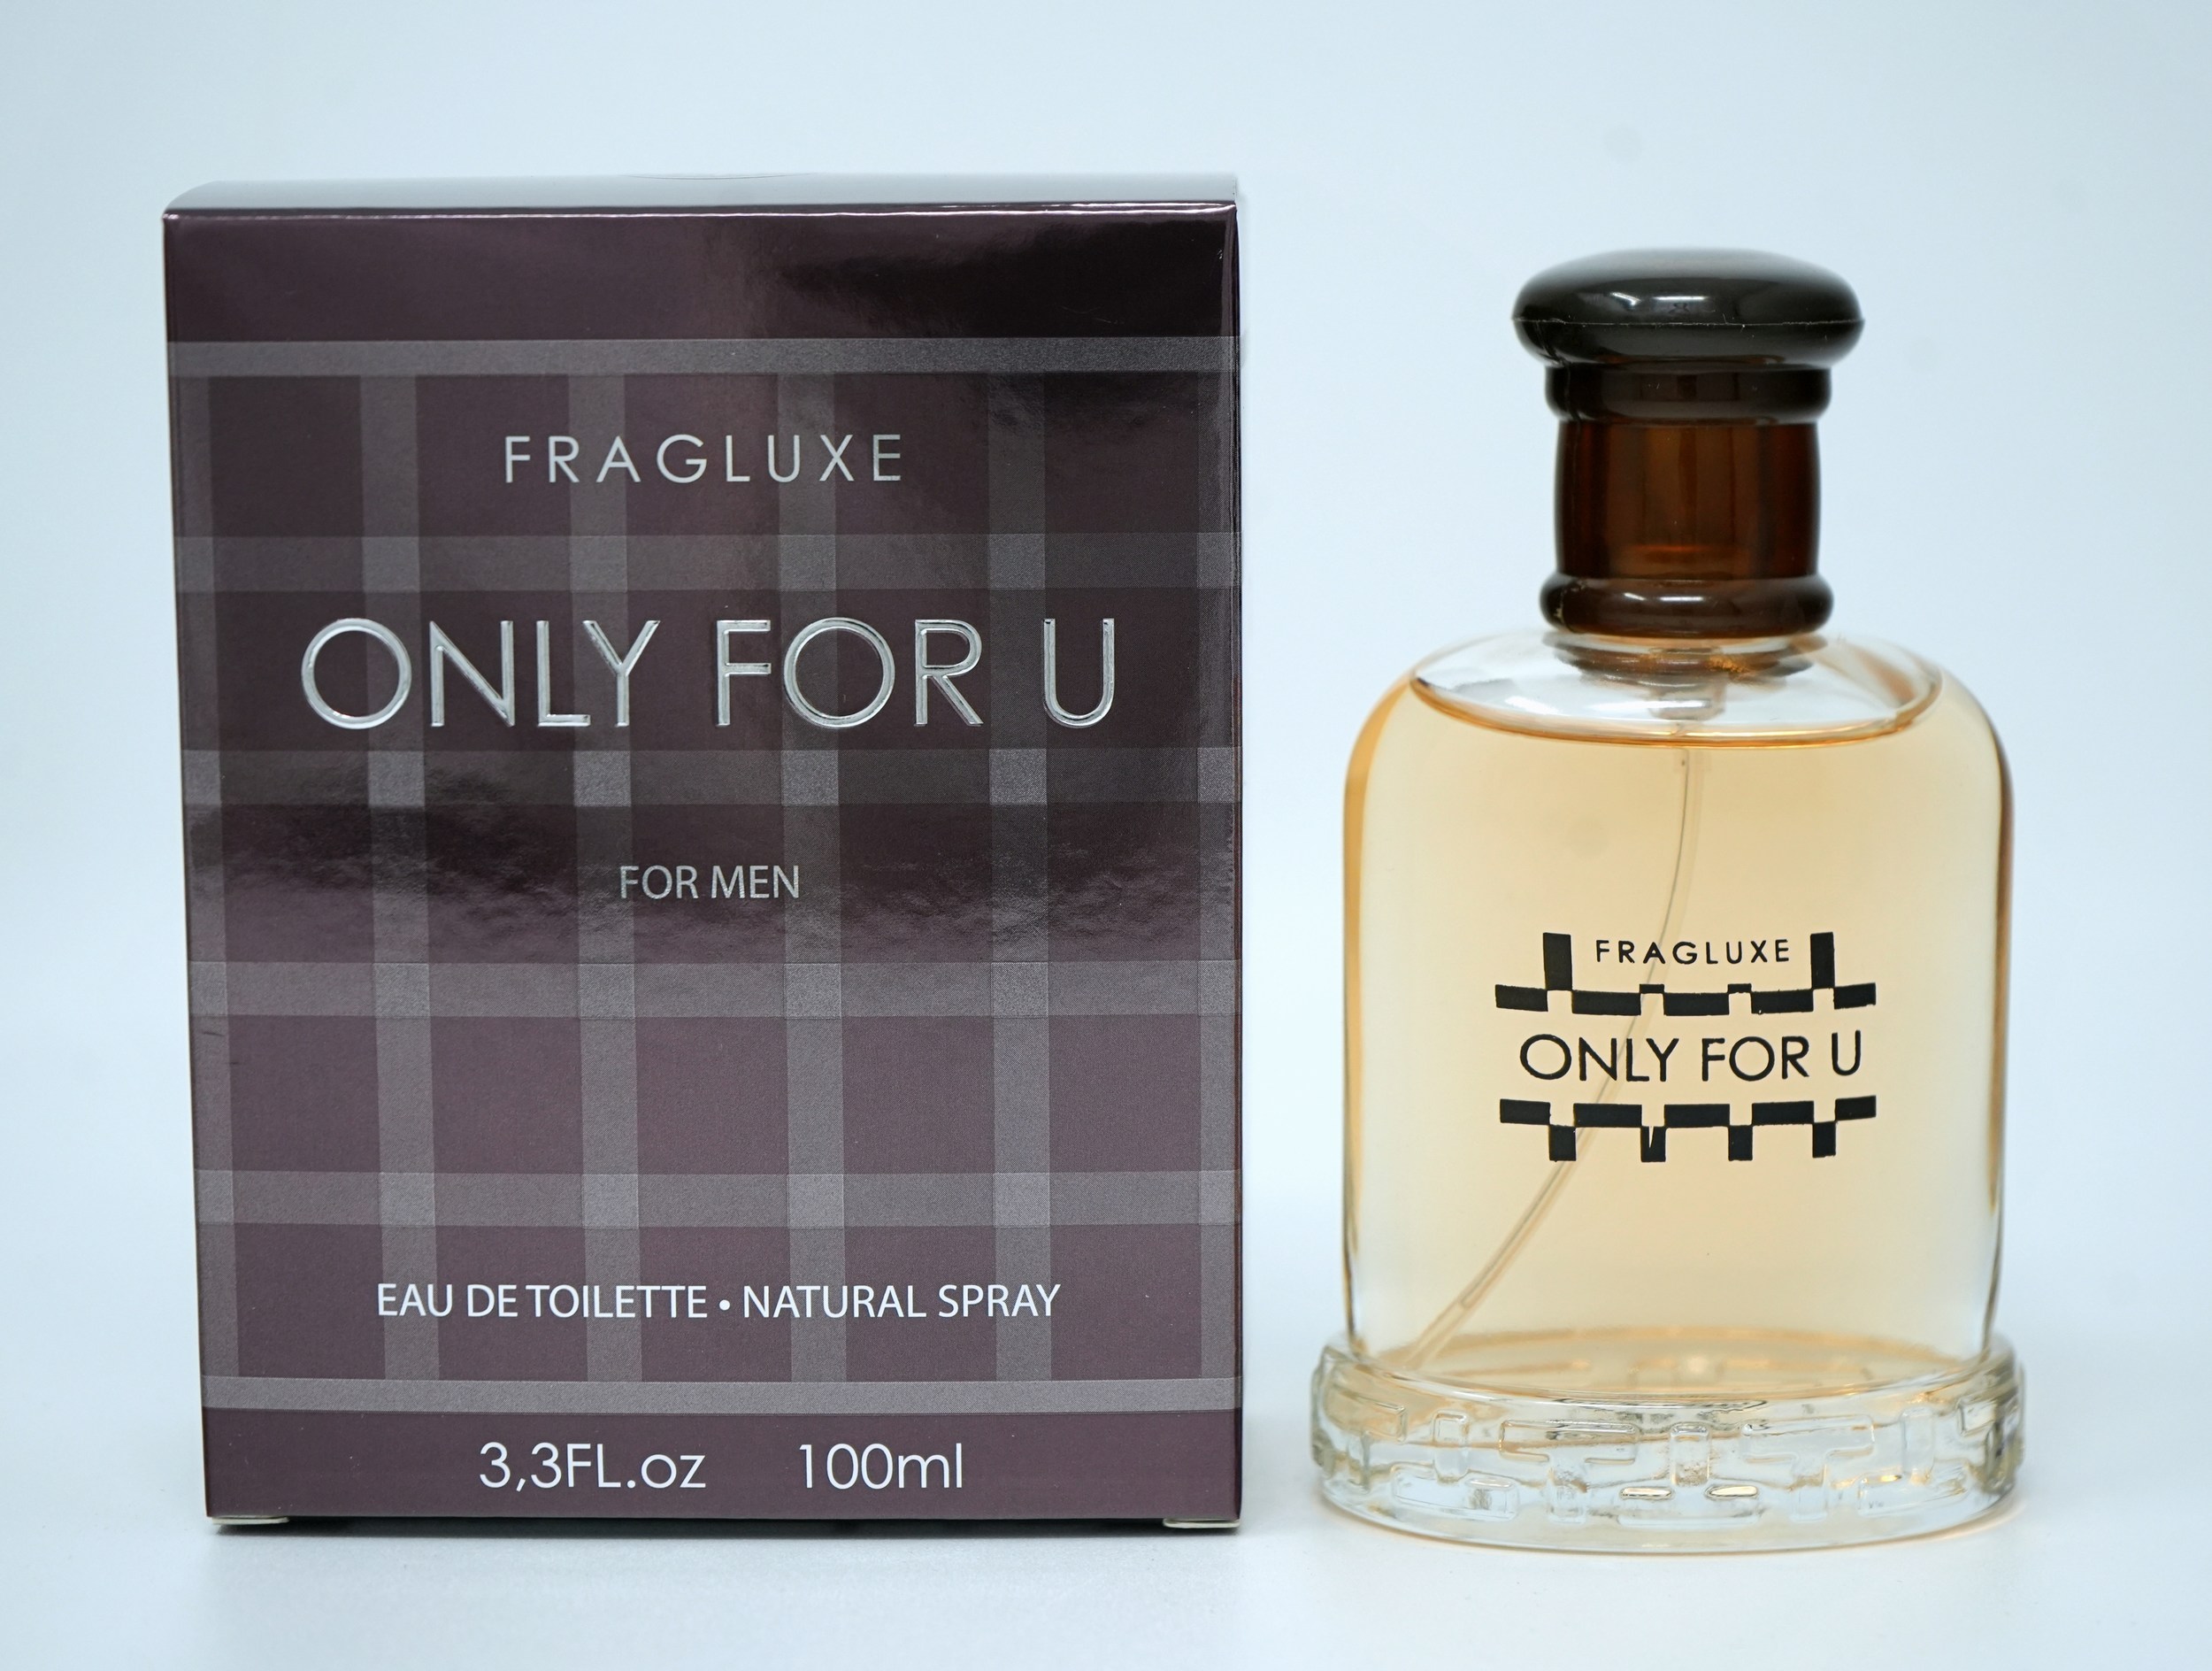 FRAGLUXE
ONLY FOR U
FOR MEN
EAU DE TOILETTE • NATURAL SPRAY
3,3FL.oz 100ml
FRAGLUXE
ONLY FOR U